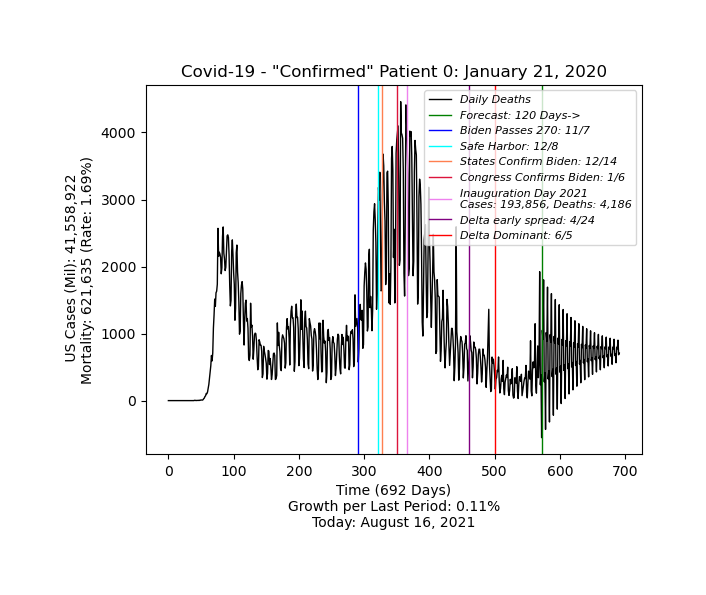 Covid-19 - "Confirmed" Patient 0: January 21, 2020
Daily Deaths
Forecast: 120 Days->
Biden Passes 270: 11/7
Safe Harbor: 12/8
States Confirm Biden: 12/14
Congress Confirms Biden: 1/6
Inauguration Day 2021
Cases: 193,856, Deaths: 4,186
Delta early spread: 4/24
Delta Dominant: 6/5
4000
3000
2000
1000
0
US Cases (Mil): 41,558,922
Mortality: 621,635 (Rate: 1.69%)
0 100 200 300 400 500 600 700
Time (692 Days)
Growth per Last Period: 0.11%
Today: August 16, 2021